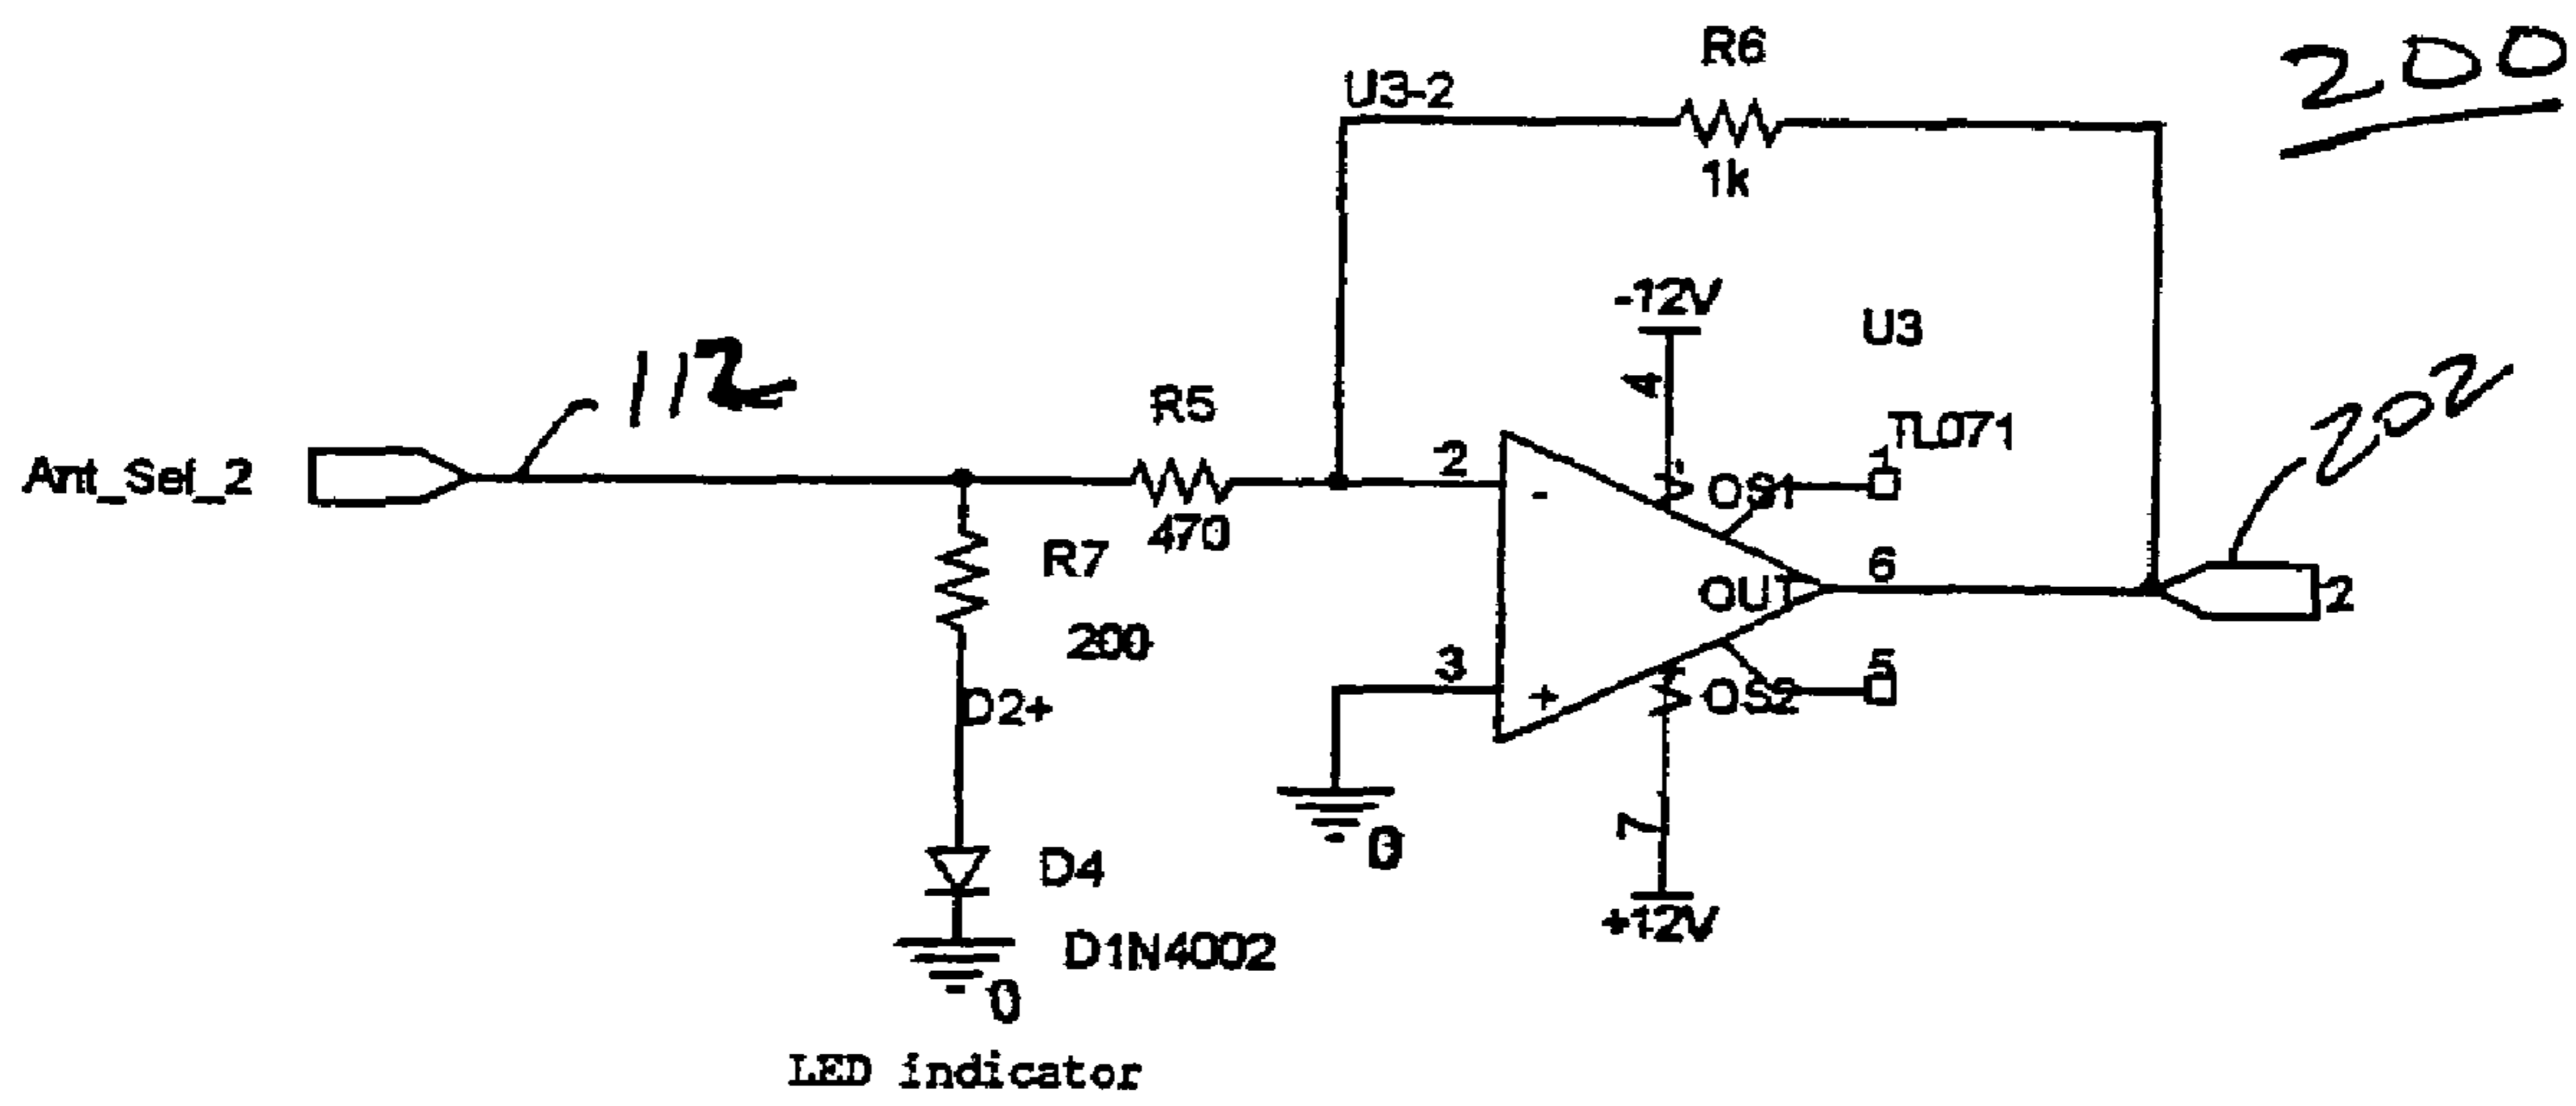 200
R6
U3-2
1k
-12V
U3
4
112
202
R5
TL071
1
Ant_Sel_2
2
-
OS1
470
R7
6
OUT
2
200
3
5
D2+
+
OS2
7
0
D4
+12V
D1N4002
0
LED indicator